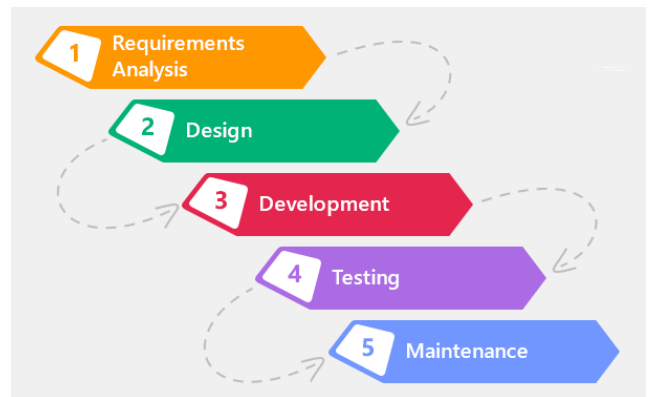 1
Requirements
Analysis
2
Design
3
Development
4
Testing
5
Maintenance